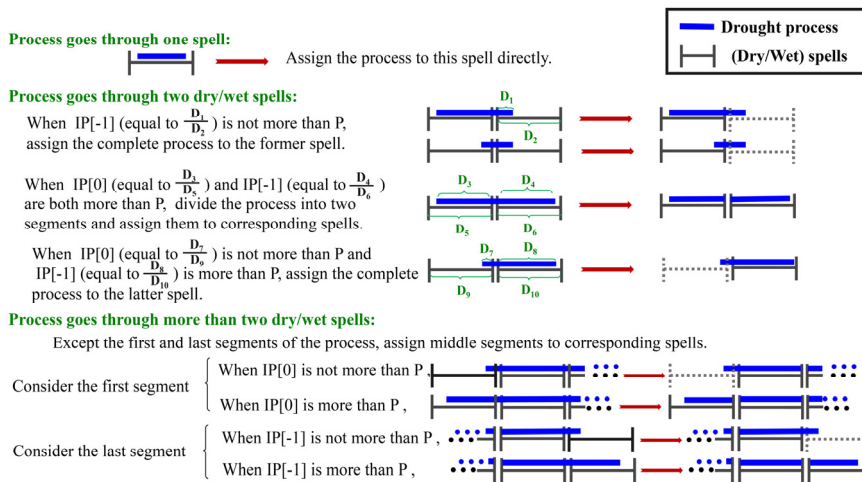 Drought process
(Dry/Wet) spells
Process goes through one spell:
Assign the process to this spell directly.
Process goes through two dry/wet spells:
When IP[-1] (equal to D1/D2) is not more than P,
assign the complete process to the former spell.
D1
D2
When IP[0] (equal to D3/D5) and IP[-1] (equal to D4/D6)
are both more than P, divide the process into two
segments and assign them to corresponding spells.
D3 D4
D5 D6
When IP[0] (equal to D7/D9) is not more than P and
IP[-1] (equal to D8/D10) is more than P, assign the complete
process to the latter spell.
D7 D8
D9 D10
Process goes through more than two dry/wet spells:
Except the first and last segments of the process, assign middle segments to corresponding spells.
Consider the first segment
When IP[0] is not more than P ,
When IP[0] is more than P ,
Consider the last segment
When IP[-1] is not more than P ,
When IP[-1] is more than P ,